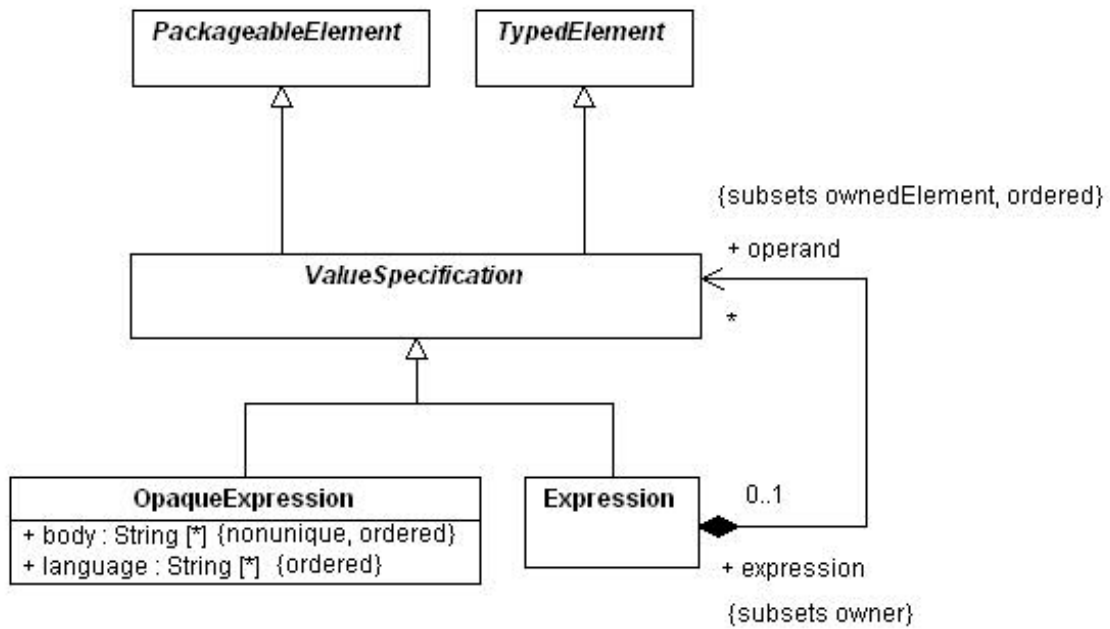 PackageableElement
TypedElement
{subsets ownedElement, ordered}
+ operand
ValueSpecification
*
OpaqueExpression
+ body : String [*] {nonunique, ordered}
+ language : String [*] {ordered}
Expression
0..1
+ expression
{subsets owner}